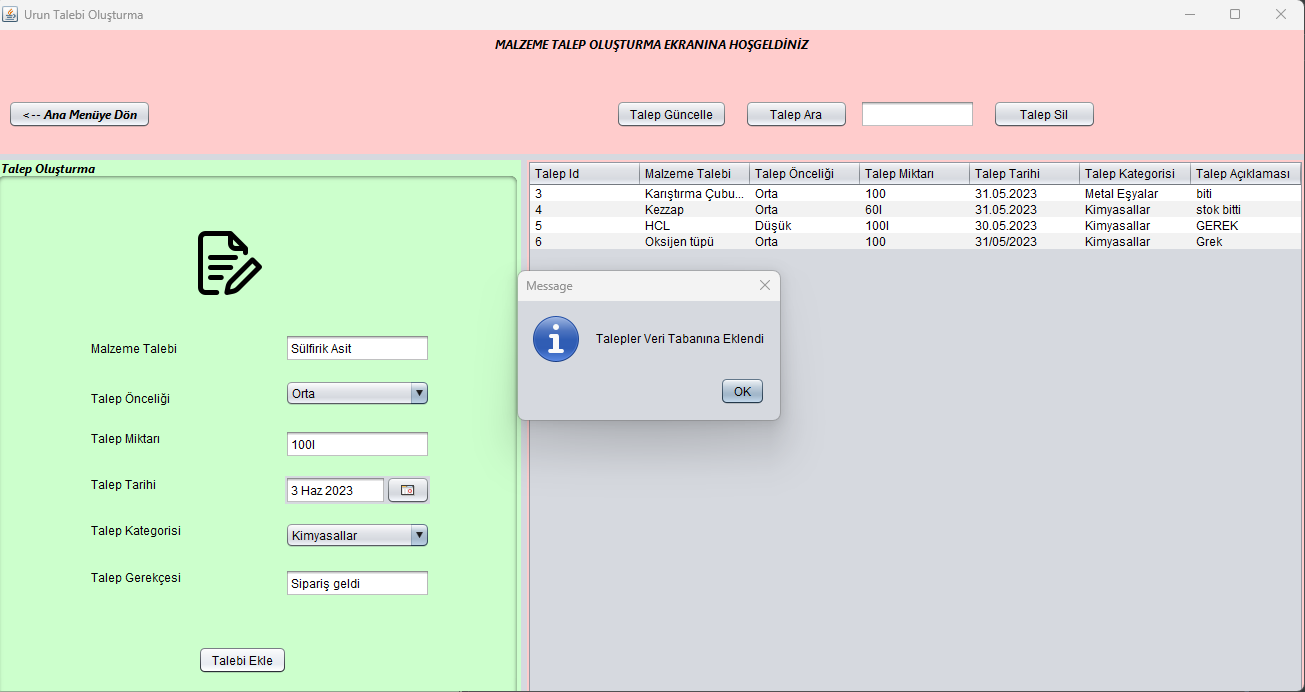 Urun Talebi Oluşturma
MALZEME TALEP OLUŞTURMA EKRANINA HOŞGELDİNİZ
<-- Ana Menüye Dön
Talep Güncelle
Talep Ara
Talep Sil
Talep Oluşturma
Malzeme Talebi
Sülfirik Asit
Talep Önceliği
Orta
Talep Miktarı
100l
Talep Tarihi
3 Haz 2023
Talep Kategorisi
Kimyasallar
Talep Gerekçesi
Sipariş geldi
Talebi Ekle
Talep Id Malzeme Talebi Talep Önceliği Talep Miktarı Talep Tarihi Talep Kategorisi Talep Açıklaması
3 Karıştırma Çubu... Orta 100 31.05.2023 Metal Eşyalar biti
4 Kezzap Orta 60l 31.05.2023 Kimyasallar stok bitti
5 HCL Düşük 100l 30.05.2023 Kimyasallar GEREK
6 Oksijen tüpü Orta 100 31/05/2023 Kimyasallar Grek
Message
Talepler Veri Tabanına Eklendi
OK